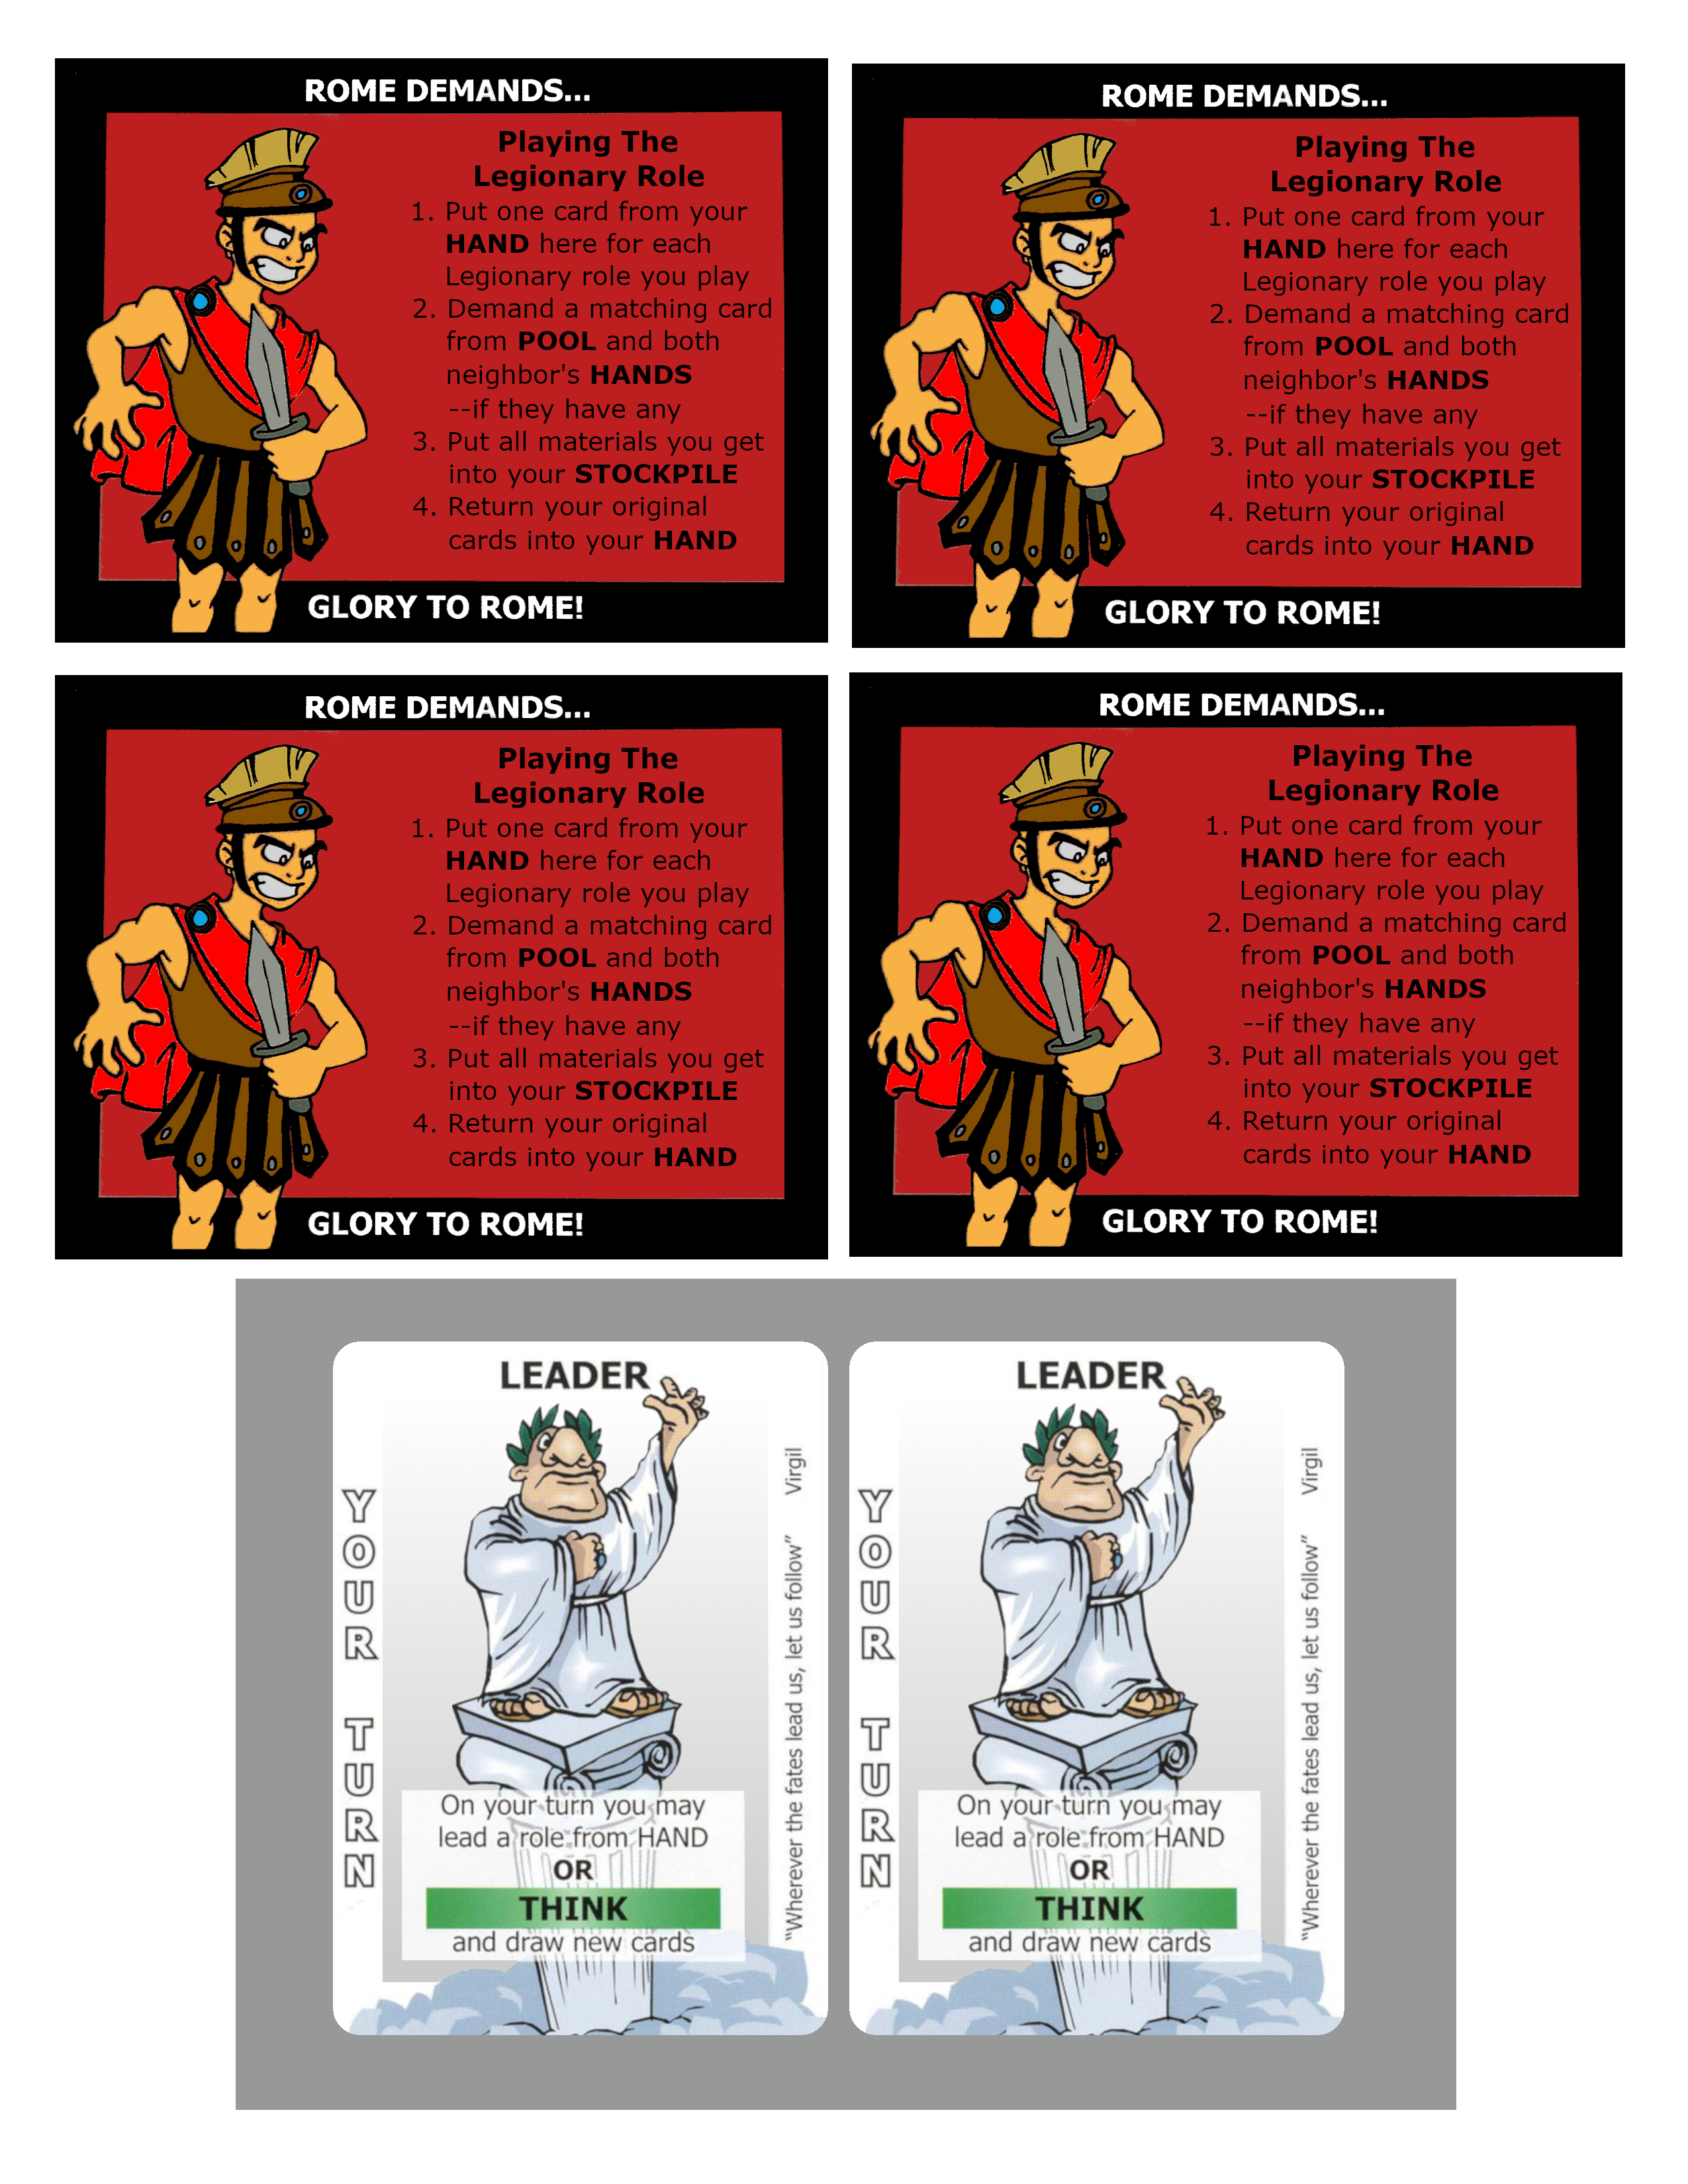 ROME DEMANDS...
Playing The
Legionary Role
1. Put one card from your
HAND here for each
Legionary role you play
2. Demand a matching card
from POOL and both
neighbor's HANDS
--if they have any
3. Put all materials you get
into your STOCKPILE
4. Return your original
cards into your HAND
GLORY TO ROME!
ROME DEMANDS...
Playing The
Legionary Role
1. Put one card from your
HAND here for each
Legionary role you play
2. Demand a matching card
from POOL and both
neighbor's HANDS
--if they have any
3. Put all materials you get
into your STOCKPILE
4. Return your original
cards into your HAND
GLORY TO ROME!
ROME DEMANDS...
Playing The
Legionary Role
1. Put one card from your
HAND here for each
Legionary role you play
2. Demand a matching card
from POOL and both
neighbor's HANDS
--if they have any
3. Put all materials you get
into your STOCKPILE
4. Return your original
cards into your HAND
GLORY TO ROME!
ROME DEMANDS...
Playing The
Legionary Role
1. Put one card from your
HAND here for each
Legionary role you play
2. Demand a matching card
from POOL and both
neighbor's HANDS
--if they have any
3. Put all materials you get
into your STOCKPILE
4. Return your original
cards into your HAND
GLORY TO ROME!
LEADER
YOUR TURN
On your turn you may
lead a role from HAND
OR
THINK
and draw new cards
"Wherever the fates lead us, let us follow" Virgil
LEADER
YOUR TURN
On your turn you may
lead a role from HAND
OR
THINK
and draw new cards
"Wherever the fates lead us, let us follow" Virgil